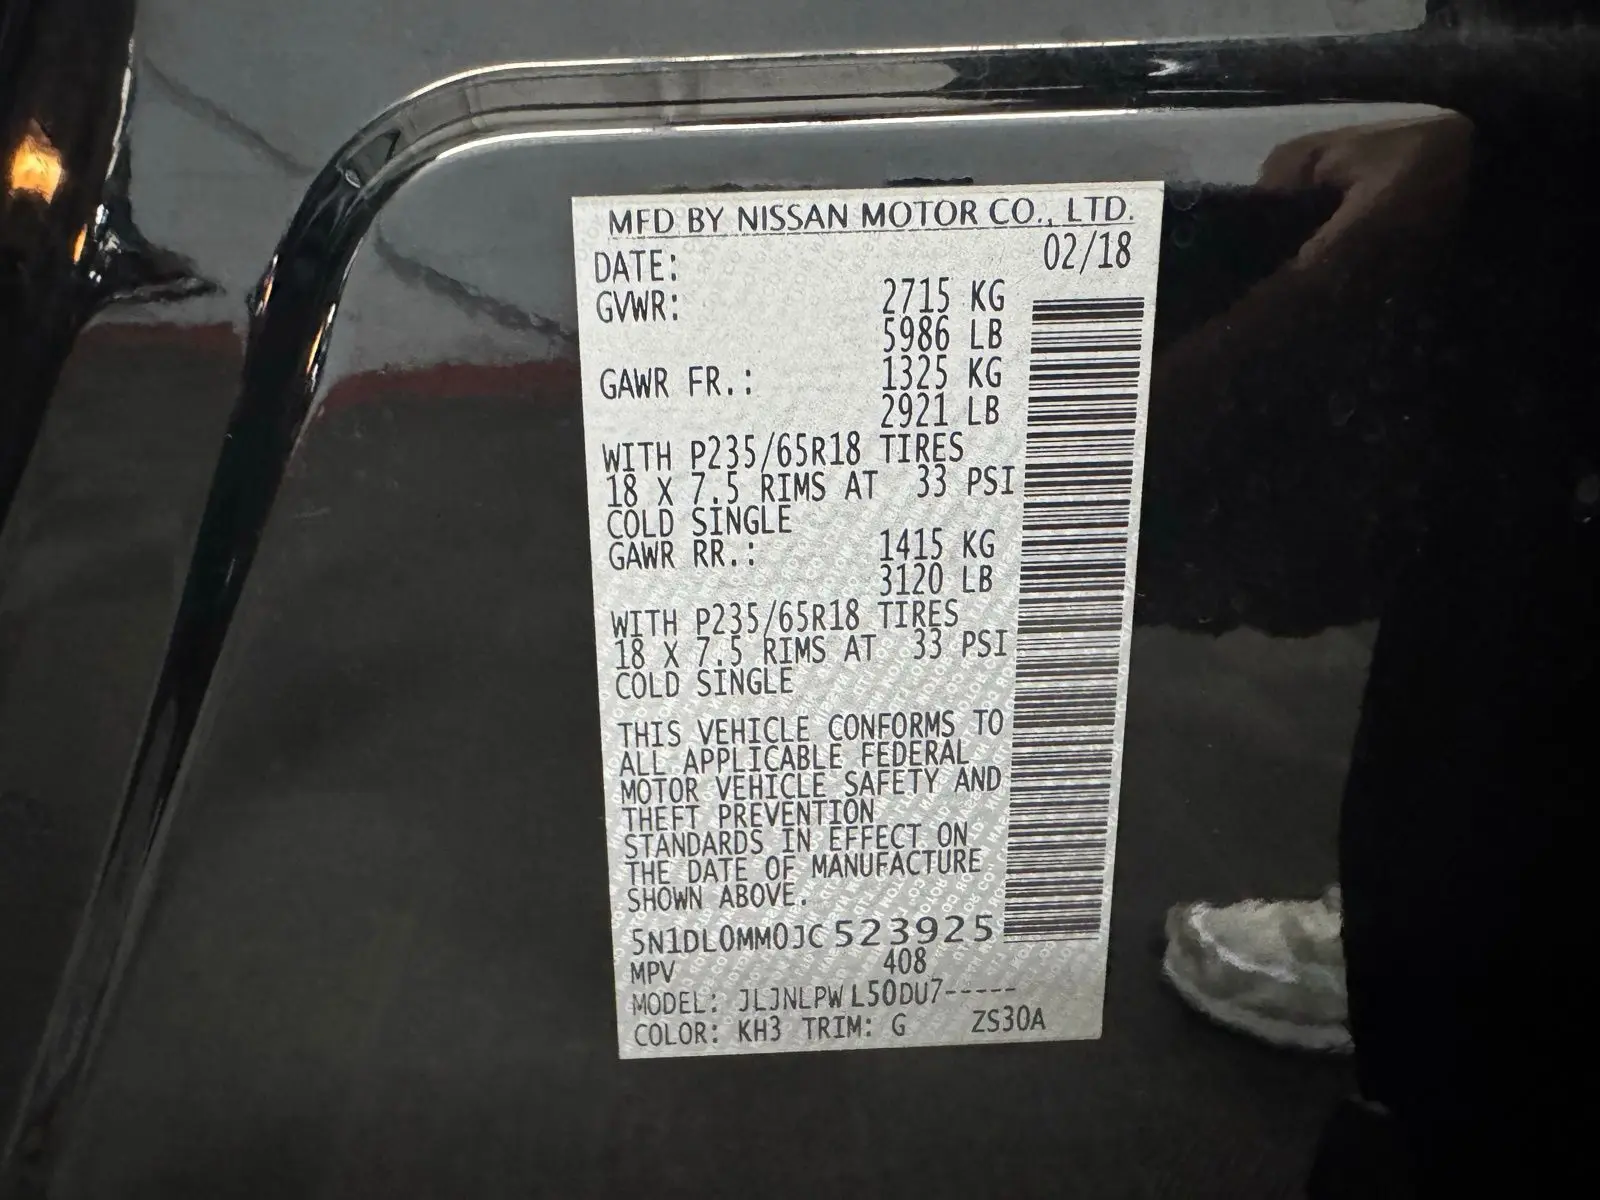 MFD BY NISSAN MOTOR CO., LTD.
DATE: 02/18
GVWR: 2715 KG
5986 LB
GAWR FR.: 1325 KG
2921 LB
WITH P235/65R18 TIRES
18 X 7.5 RIMS AT 33 PSI
COLD SINGLE
GAWR RR.: 1415 KG
3120 LB
WITH P235/65R18 TIRES
18 X 7.5 RIMS AT 33 PSI
COLD SINGLE
THIS VEHICLE CONFORMS TO
ALL APPLICABLE FEDERAL
MOTOR VEHICLE SAFETY AND
THEFT PREVENTION
STANDARDS IN EFFECT ON
THE DATE OF MANUFACTURE
SHOWN ABOVE.
5N1DL0MM0JC523925
MPV 408
MODEL: JLJNLPW L50DU7-----
COLOR: KH3 TRIM: G ZS30A